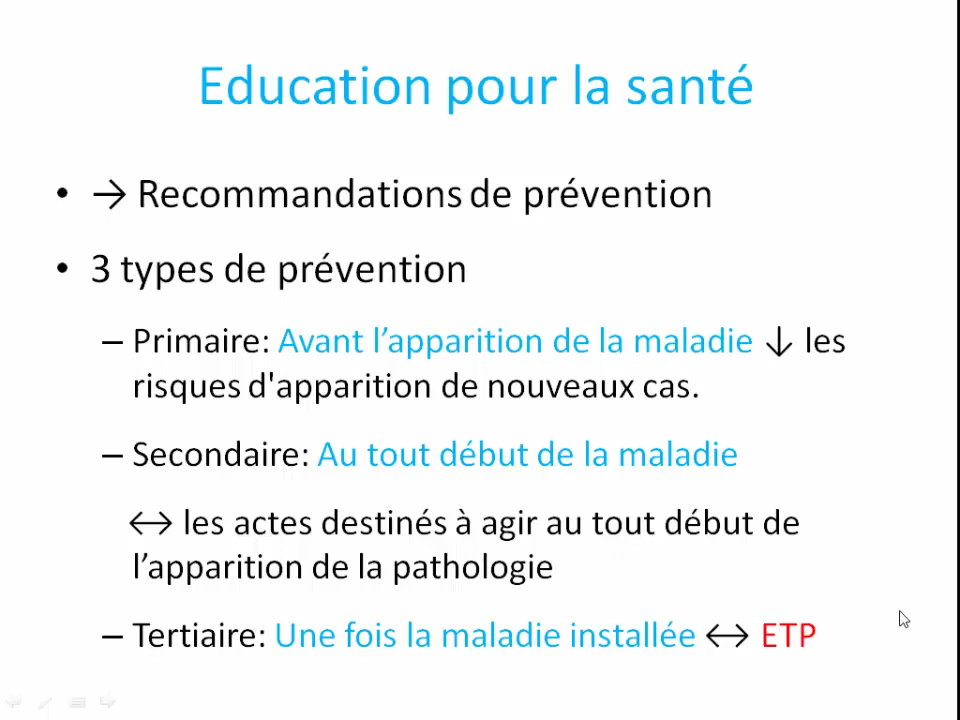 Education pour la santé
• → Recommandations de prévention
• 3 types de prévention
– Primaire: Avant l’apparition de la maladie ↓ les
risques d'apparition de nouveaux cas.
– Secondaire: Au tout début de la maladie
↔ les actes destinés à agir au tout début de
l’apparition de la pathologie
– Tertiaire: Une fois la maladie installée ↔ ETP